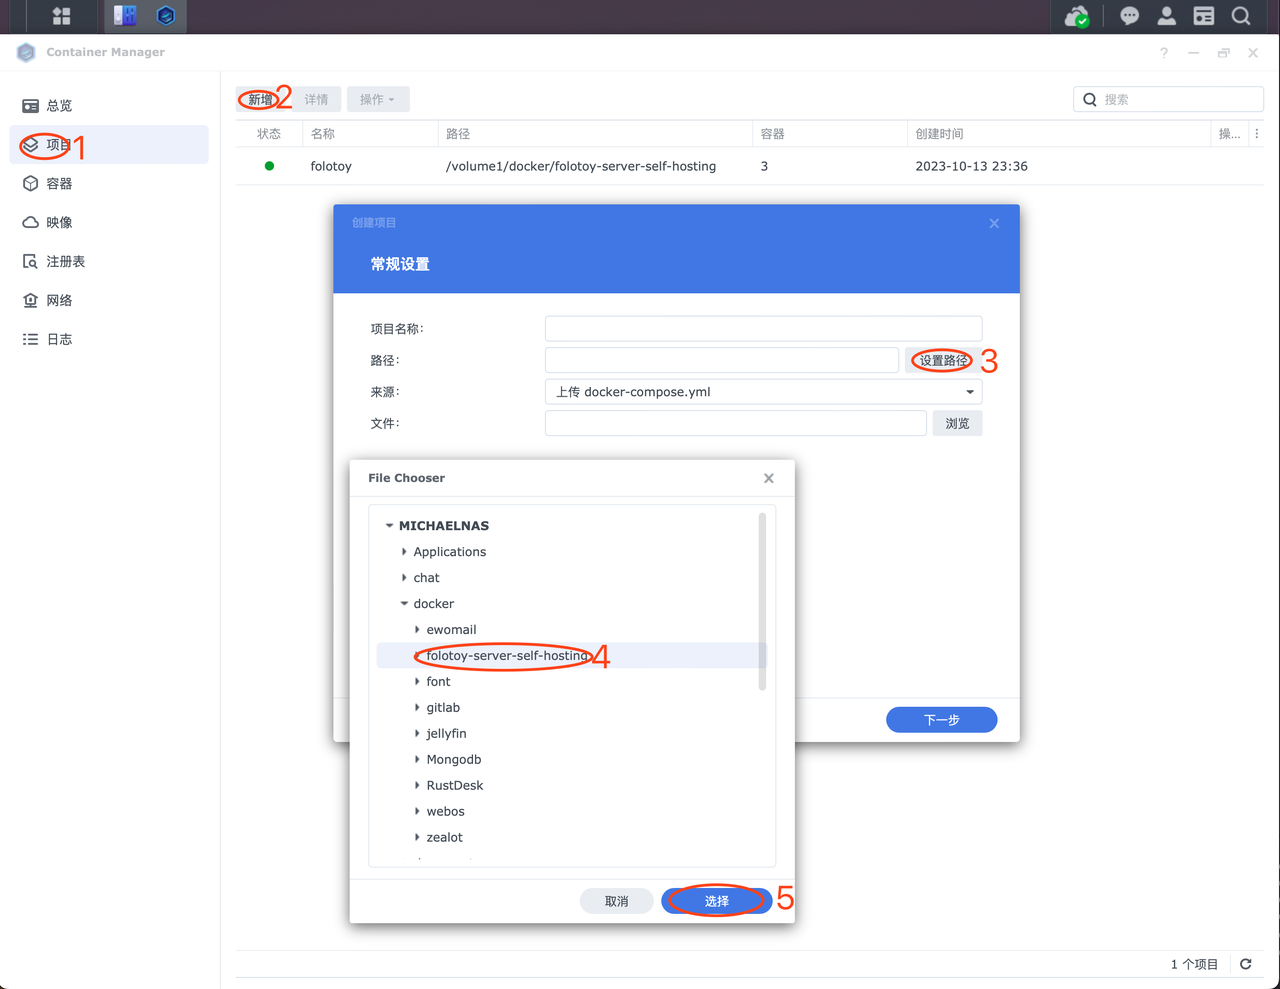 Container Manager
?
总览
项目 1
容器
映像
注册表
网络
日志
新增 2 详情 操作
搜索
状态 名称 路径 容器 创建时间 操...
folotoy /volume1/docker/folotoy-server-self-hosting 3 2023-10-13 23:36
创建项目
常规设置
项目名称:
路径: 设置路径 3
来源: 上传 docker-compose.yml
文件: 浏览
File Chooser
MICHAELNAS
Applications
chat
docker
ewomail
folotoy-server-self-hosting 4
font
gitlab
jellyfin
Mongodb
RustDesk
webos
zealot
下一步
取消 选择 5
1 个项目